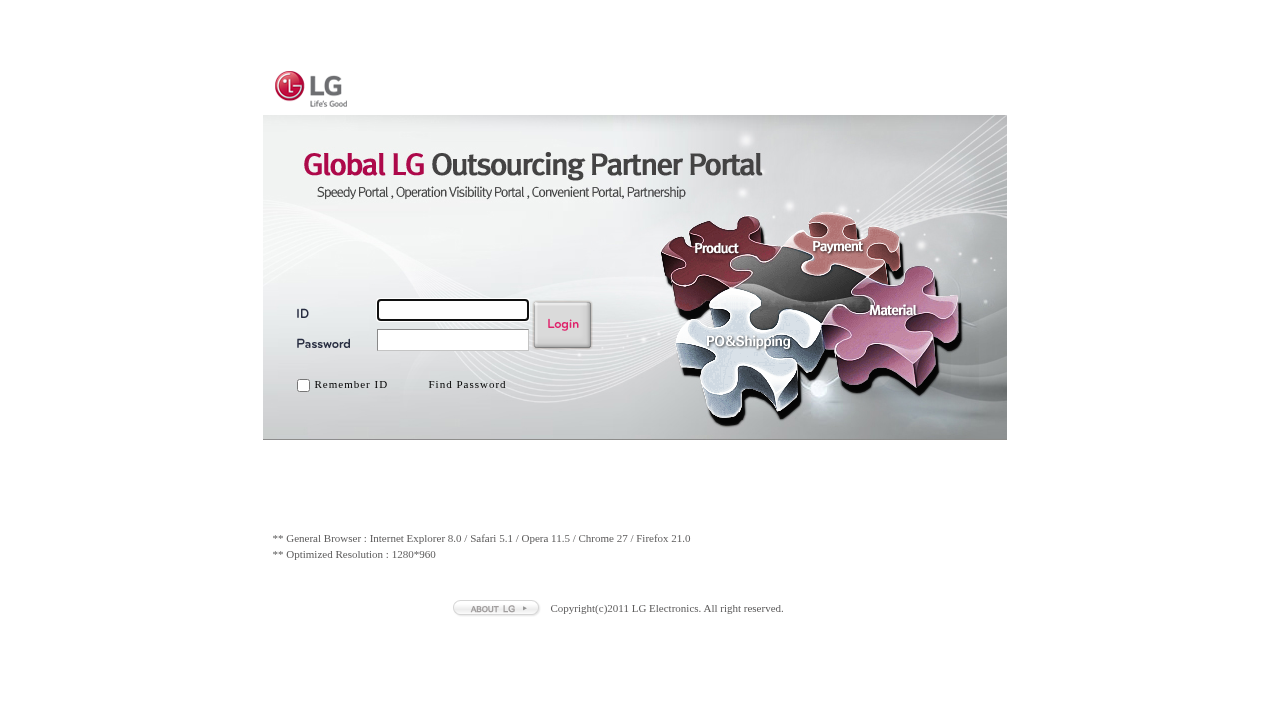 LG
Life's Good
Global LG Outsourcing Partner Portal
Speedy Portal , Operation Visibility Portal , Convenient Portal, Partnership
Product
Payment
Material
PO&Shipping
ID
Password
Login
Remember ID
Find Password
** General Browser : Internet Explorer 8.0 / Safari 5.1 / Opera 11.5 / Chrome 27 / Firefox 21.0
** Optimized Resolution : 1280*960
ABOUT LG
Copyright(c)2011 LG Electronics. All right reserved.